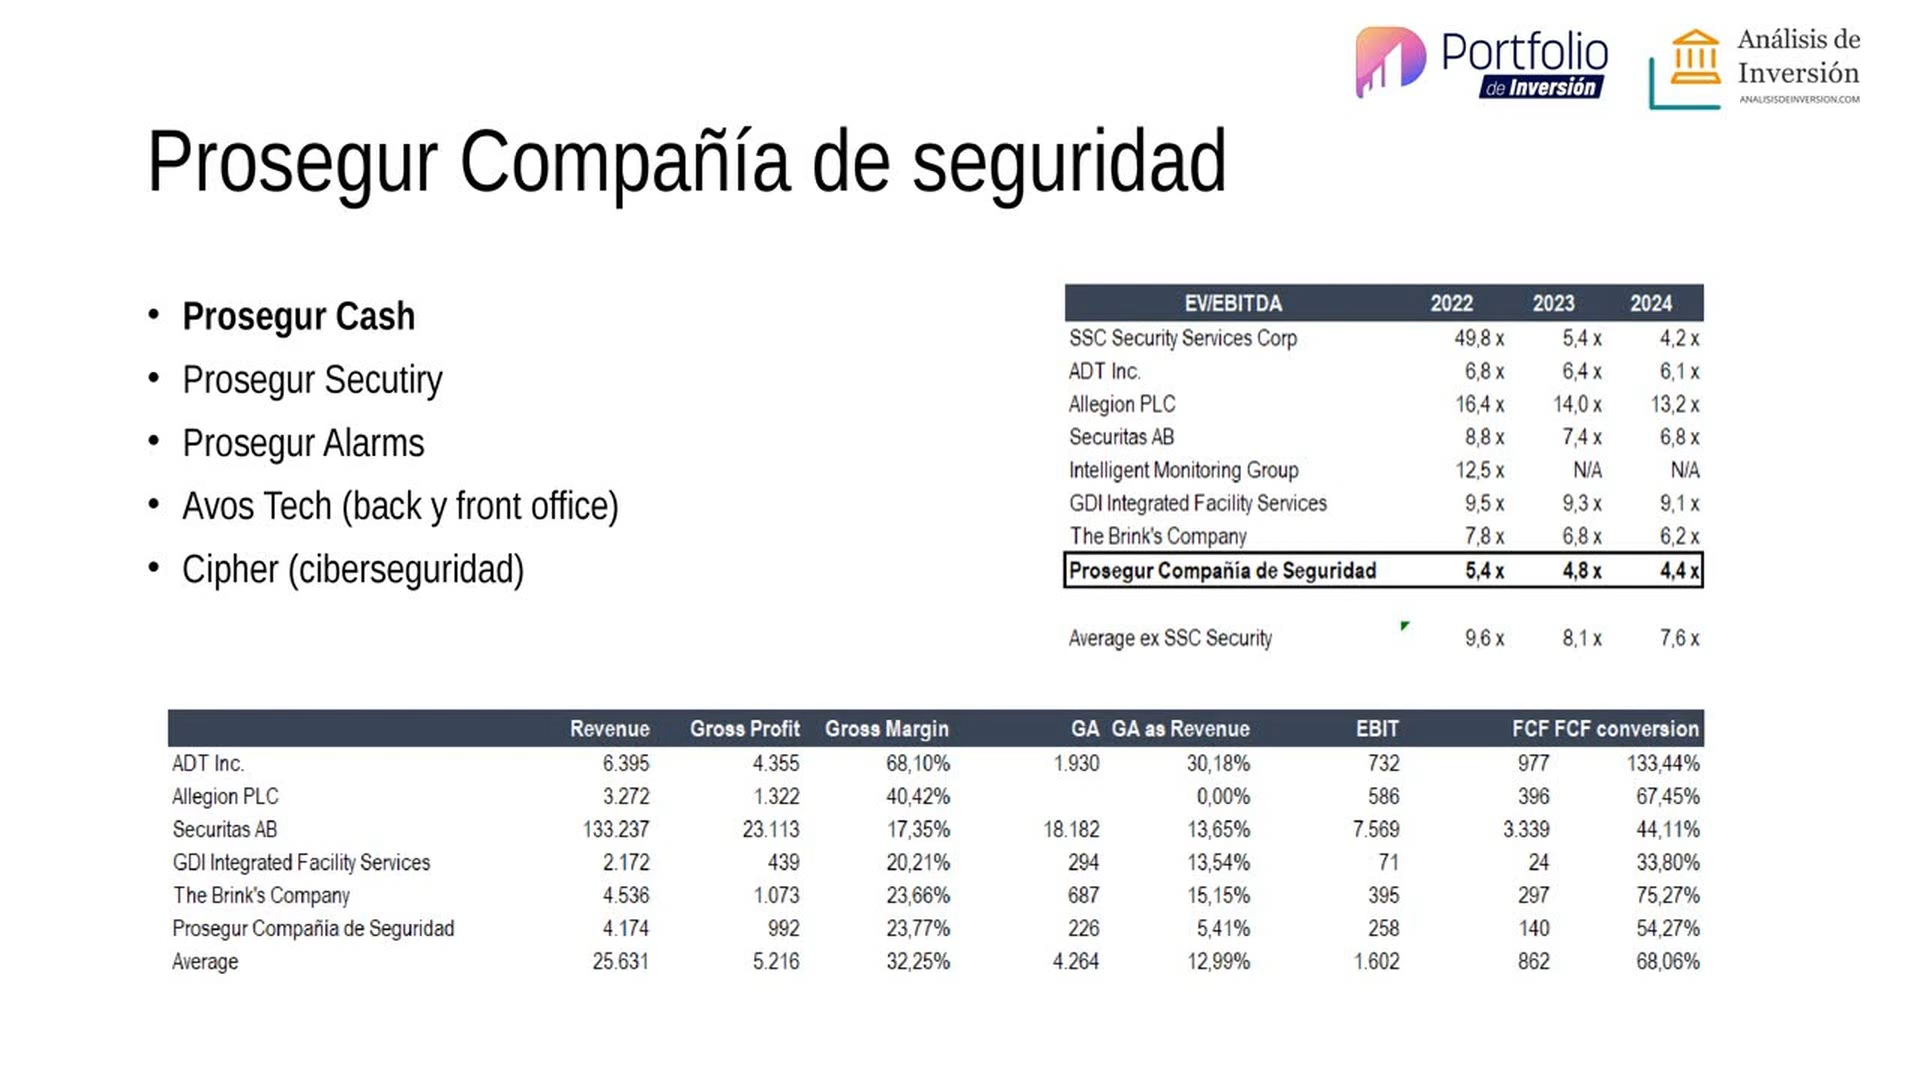 Portfolio
de Inversión
Análisis de
Inversión
ANALISISDEINVERSION.COM
Prosegur Compañía de seguridad
• Prosegur Cash
• Prosegur Secutiry
• Prosegur Alarms
• Avos Tech (back y front office)
• Cipher (ciberseguridad)
EV/EBITDA 2022 2023 2024
SSC Security Services Corp 49,8 x 5,4 x 4,2 x
ADT Inc. 6,8 x 6,4 x 6,1 x
Allegion PLC 16,4 x 14,0 x 13,2 x
Securitas AB 8,8 x 7,4 x 6,8 x
Intelligent Monitoring Group 12,5 x N/A N/A
GDI Integrated Facility Services 9,5 x 9,3 x 9,1 x
The Brink's Company 7,8 x 6,8 x 6,2 x
Prosegur Compañía de Seguridad 5,4 x 4,8 x 4,4 x
Average ex SSC Security 9,6 x 8,1 x 7,6 x
Revenue Gross Profit Gross Margin GA GA as Revenue EBIT FCF FCF conversion
ADT Inc. 6.395 4.355 68,10% 1.930 30,18% 732 977 133,44%
Allegion PLC 3.272 1.322 40,42% 0,00% 586 396 67,45%
Securitas AB 133.237 23.113 17,35% 18.182 13,65% 7.569 3.339 44,11%
GDI Integrated Facility Services 2.172 439 20,21% 294 13,54% 71 24 33,80%
The Brink's Company 4.536 1.073 23,66% 687 15,15% 395 297 75,27%
Prosegur Compañía de Seguridad 4.174 992 23,77% 226 5,41% 258 140 54,27%
Average 25.631 5.216 32,25% 4.264 12,99% 1.602 862 68,06%